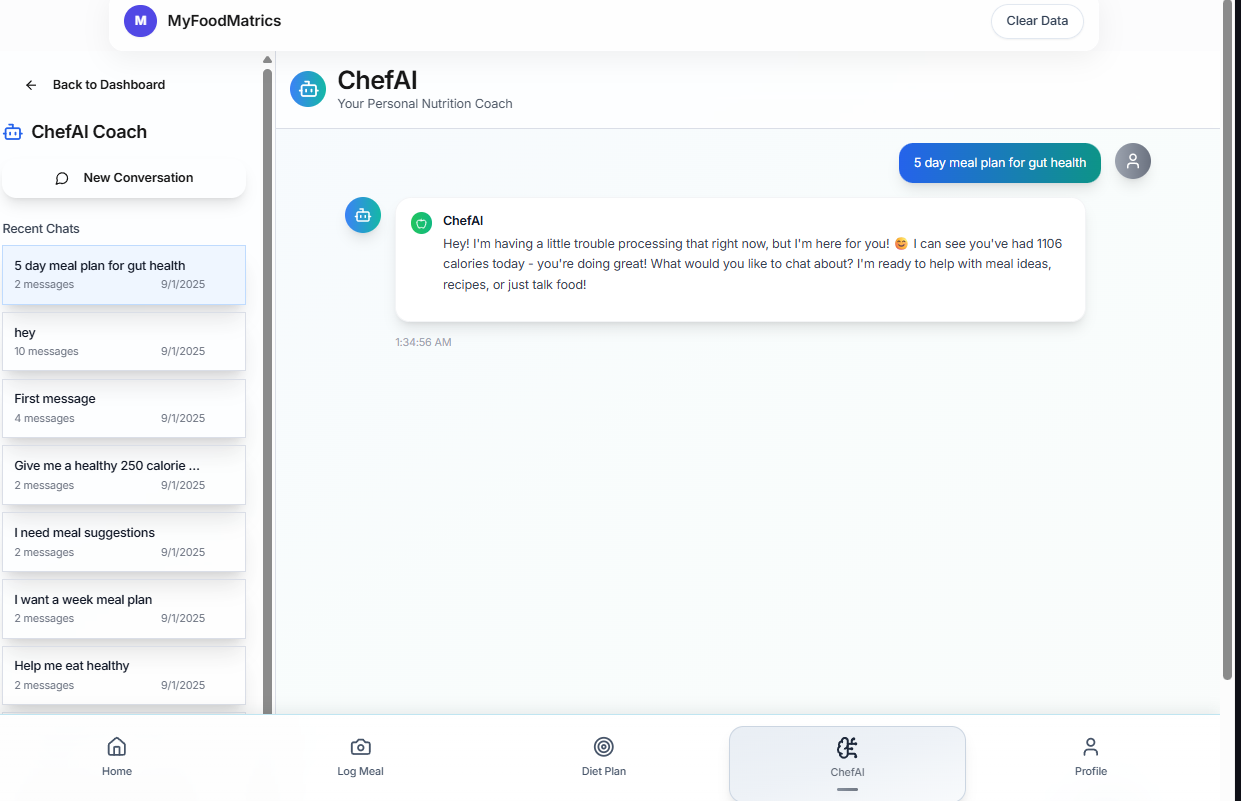 M
MyFoodMatrics
Clear Data
Back to Dashboard
ChefAI Coach
New Conversation
Recent Chats
5 day meal plan for gut health
2 messages 9/1/2025
hey
10 messages 9/1/2025
First message
4 messages 9/1/2025
Give me a healthy 250 calorie ...
2 messages 9/1/2025
I need meal suggestions
2 messages 9/1/2025
I want a week meal plan
2 messages 9/1/2025
Help me eat healthy
2 messages 9/1/2025
ChefAI
Your Personal Nutrition Coach
5 day meal plan for gut health
ChefAI
Hey! I'm having a little trouble processing that right now, but I'm here for you! 😊 I can see you've had 1106
calories today - you're doing great! What would you like to chat about? I'm ready to help with meal ideas,
recipes, or just talk food!
1:34:56 AM
Home
Log Meal
Diet Plan
ChefAI
Profile